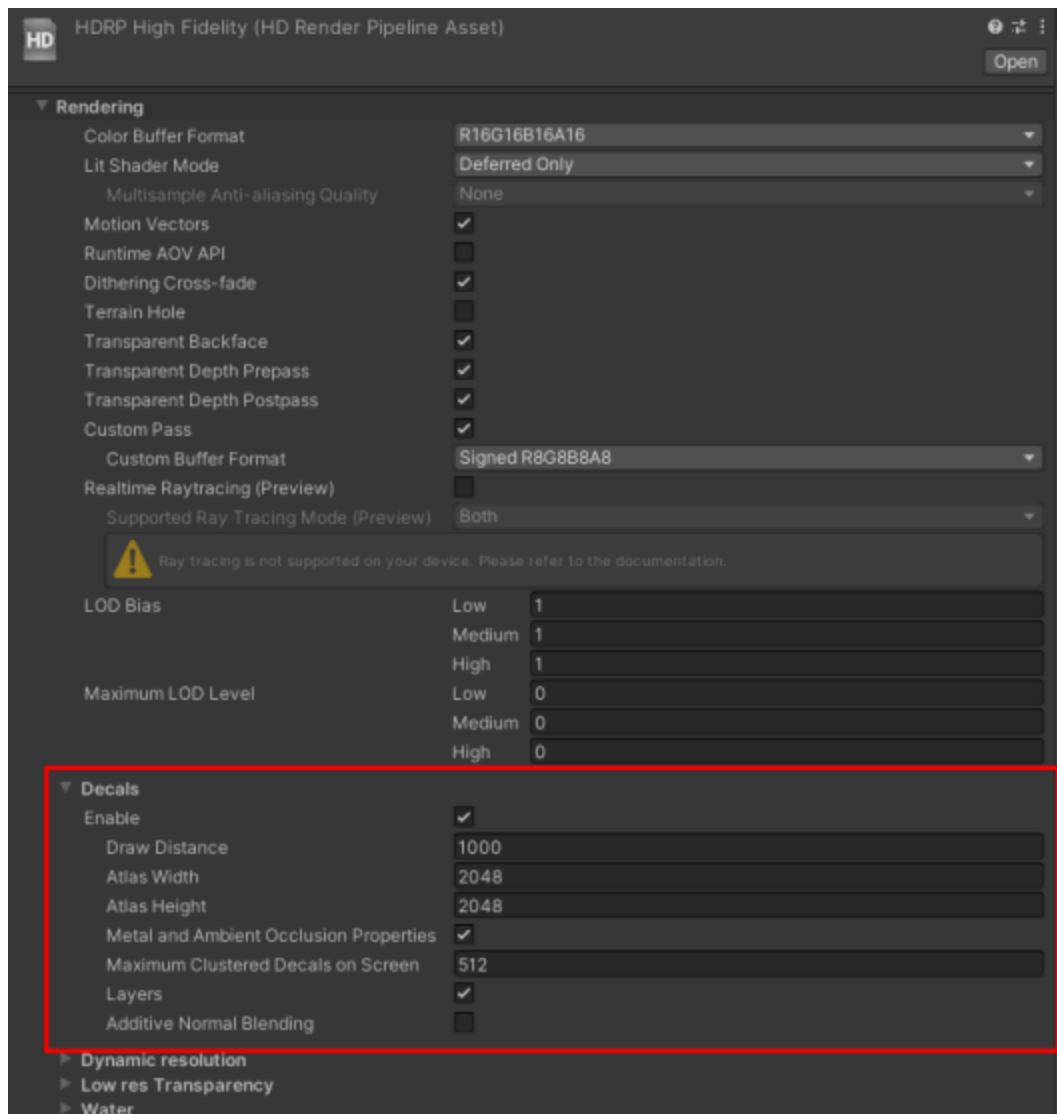 HD
HDRP High Fidelity (HD Render Pipeline Asset)
Open
Rendering
Color Buffer Format R16G16B16A16
Lit Shader Mode Deferred Only
Multisample Anti-aliasing Quality None
Motion Vectors
Runtime AOV API
Dithering Cross-fade
Terrain Hole
Transparent Backface
Transparent Depth Prepass
Transparent Depth Postpass
Custom Pass
Custom Buffer Format Signed R8G8B8A8
Realtime Raytracing (Preview)
Supported Ray Tracing Mode (Preview) Both
Ray tracing is not supported on your device. Please refer to the documentation.
LOD Bias Low 1
Medium 1
High 1
Maximum LOD Level Low 0
Medium 0
High 0
Decals
Enable
Draw Distance 1000
Atlas Width 2048
Atlas Height 2048
Metal and Ambient Occlusion Properties
Maximum Clustered Decals on Screen 512
Layers
Additive Normal Blending
Dynamic resolution
Low res Transparency
Water